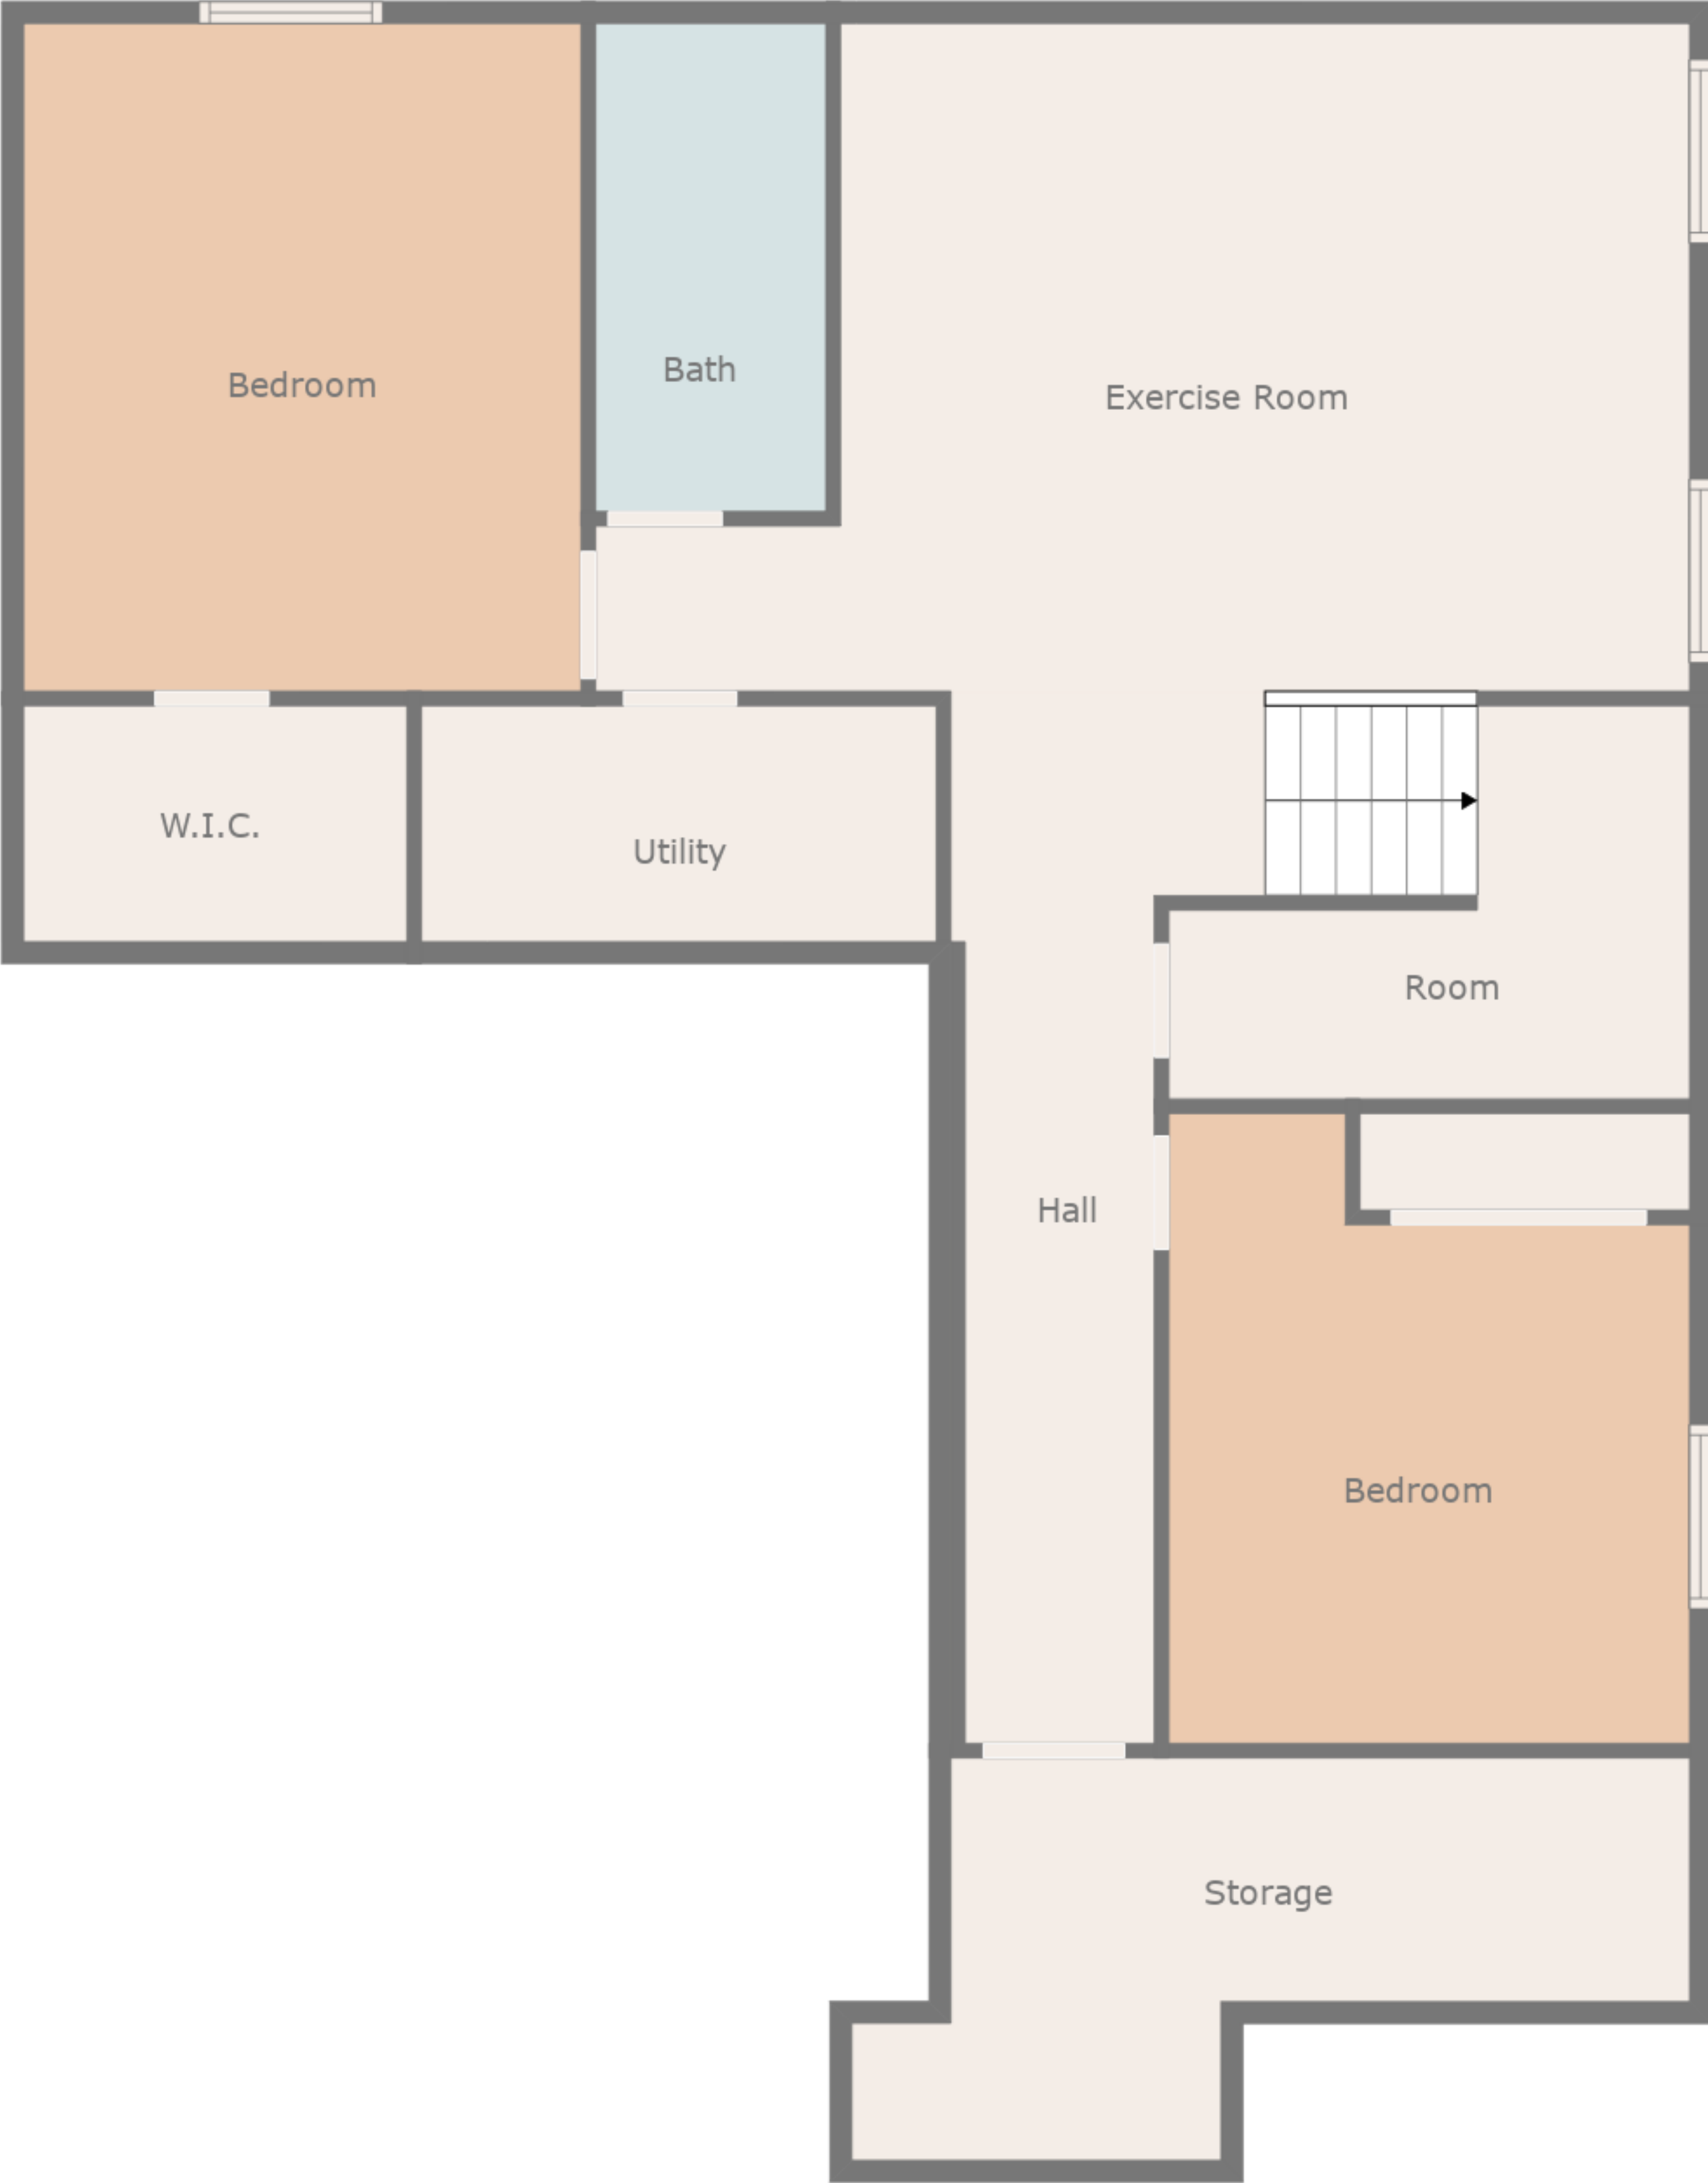 Bedroom
Bath
Exercise Room
W.I.C.
Utility
Room
Hall
Bedroom
Storage